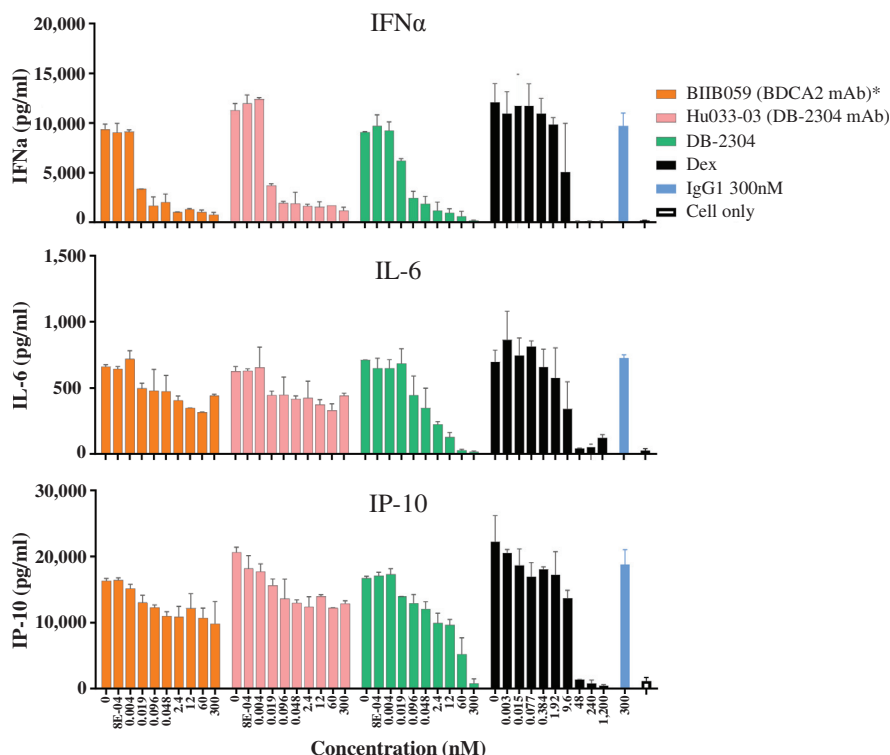 IFNα
20,000
15,000
10,000
5,000
0
IFNa (pg/ml)
BIIB059 (BDCA2 mAb)*
Hu033-03 (DB-2304 mAb)
DB-2304
Dex
IgG1 300nM
Cell only
IL-6
1,500
1,000
500
0
IL-6 (pg/ml)
IP-10
30,000
20,000
10,000
0
IP-10 (pg/ml)
0 8E-04 0.004 0.019 0.096 0.048 2.4 12 60 300 0 8E-04 0.004 0.019 0.096 0.048 2.4 12 60 300 0 8E-04 0.004 0.019 0.096 0.048 2.4 12 60 300 0 0.003 0.015 0.077 0.384 1.92 9.6 48 240 1,200 300 0
Concentration (nM)